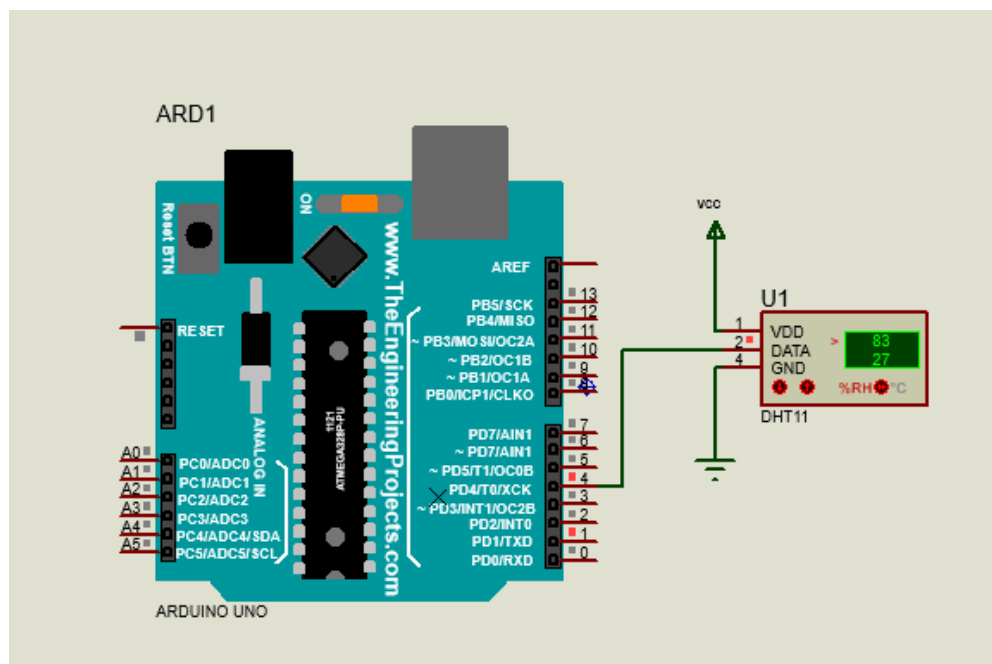 ARD1
Reset BTN
ON
www.TheEngineeringProjects.com
RESET
ANALOG IN
1121
ATMEGA328P-PU
A0
PC0/ADC0
A1
PC1/ADC1
A2
PC2/ADC2
A3
PC3/ADC3
A4
PC4/ADC4/SDA
A5
PC5/ADC5/SCL
AREF
PB5/SCK
13
PB4/MISO
12
~ PB3/MOSI/OC2A
11
~ PB2/OC1B
10
~ PB1/OC1A
9
PB0/ICP1/CLKO
8
PD7/AIN1
7
~ PD7/AIN1
6
~ PD5/T1/OC0B
5
PD4/T0/XCK
4
~ PD3/INT1/OC2B
3
PD2/INT0
2
PD1/TXD
1
PD0/RXD
0
ARDUINO UNO
vcc
U1
1
VDD
2
DATA
4
GND
>
83
27
%RH
°C
DHT11